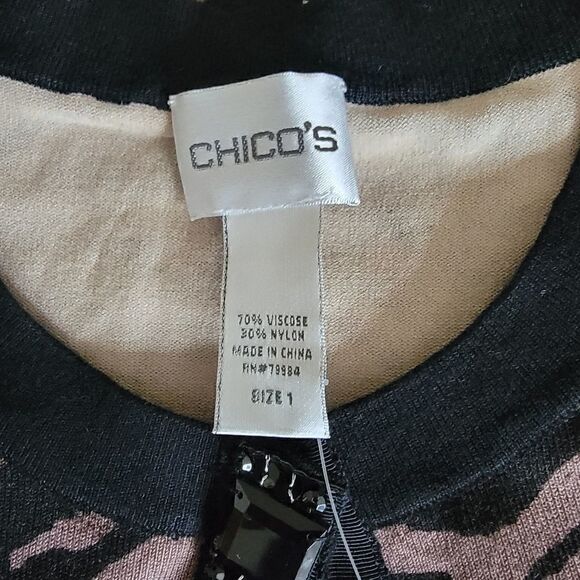 CHICO'S
70% VISCOSE
30% NYLON
MADE IN CHINA
RN#79984
SIZE 1